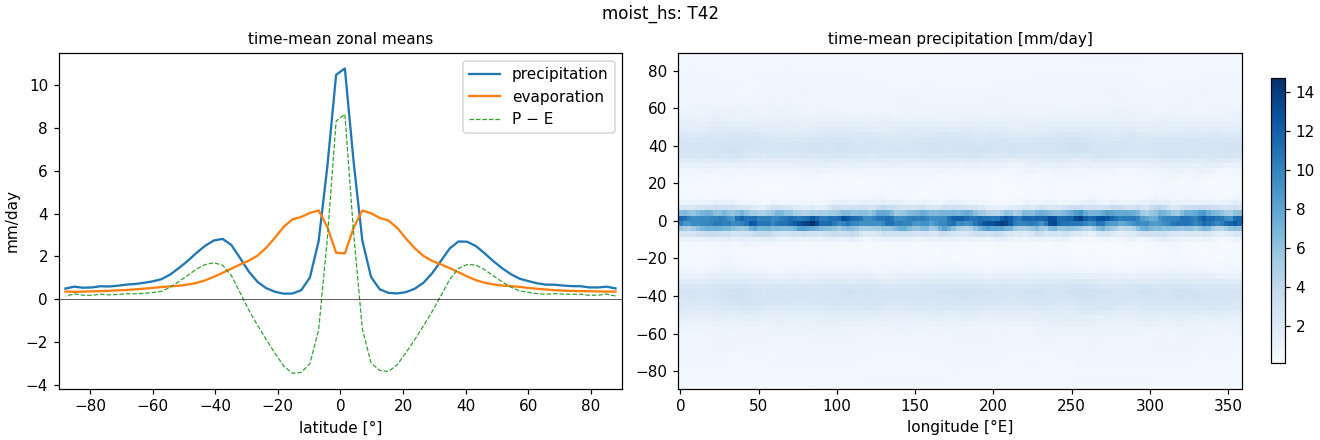 moist_hs: T42
time-mean zonal means
precipitation
evaporation
P − E
mm/day
10
8
6
4
2
0
−2
−4
−80 −60 −40 −20 0 20 40 60 80
latitude [°]
time-mean precipitation [mm/day]
80
60
40
20
0
−20
−40
−60
−80
0 50 100 150 200 250 300 350
longitude [°E]
14
12
10
8
6
4
2